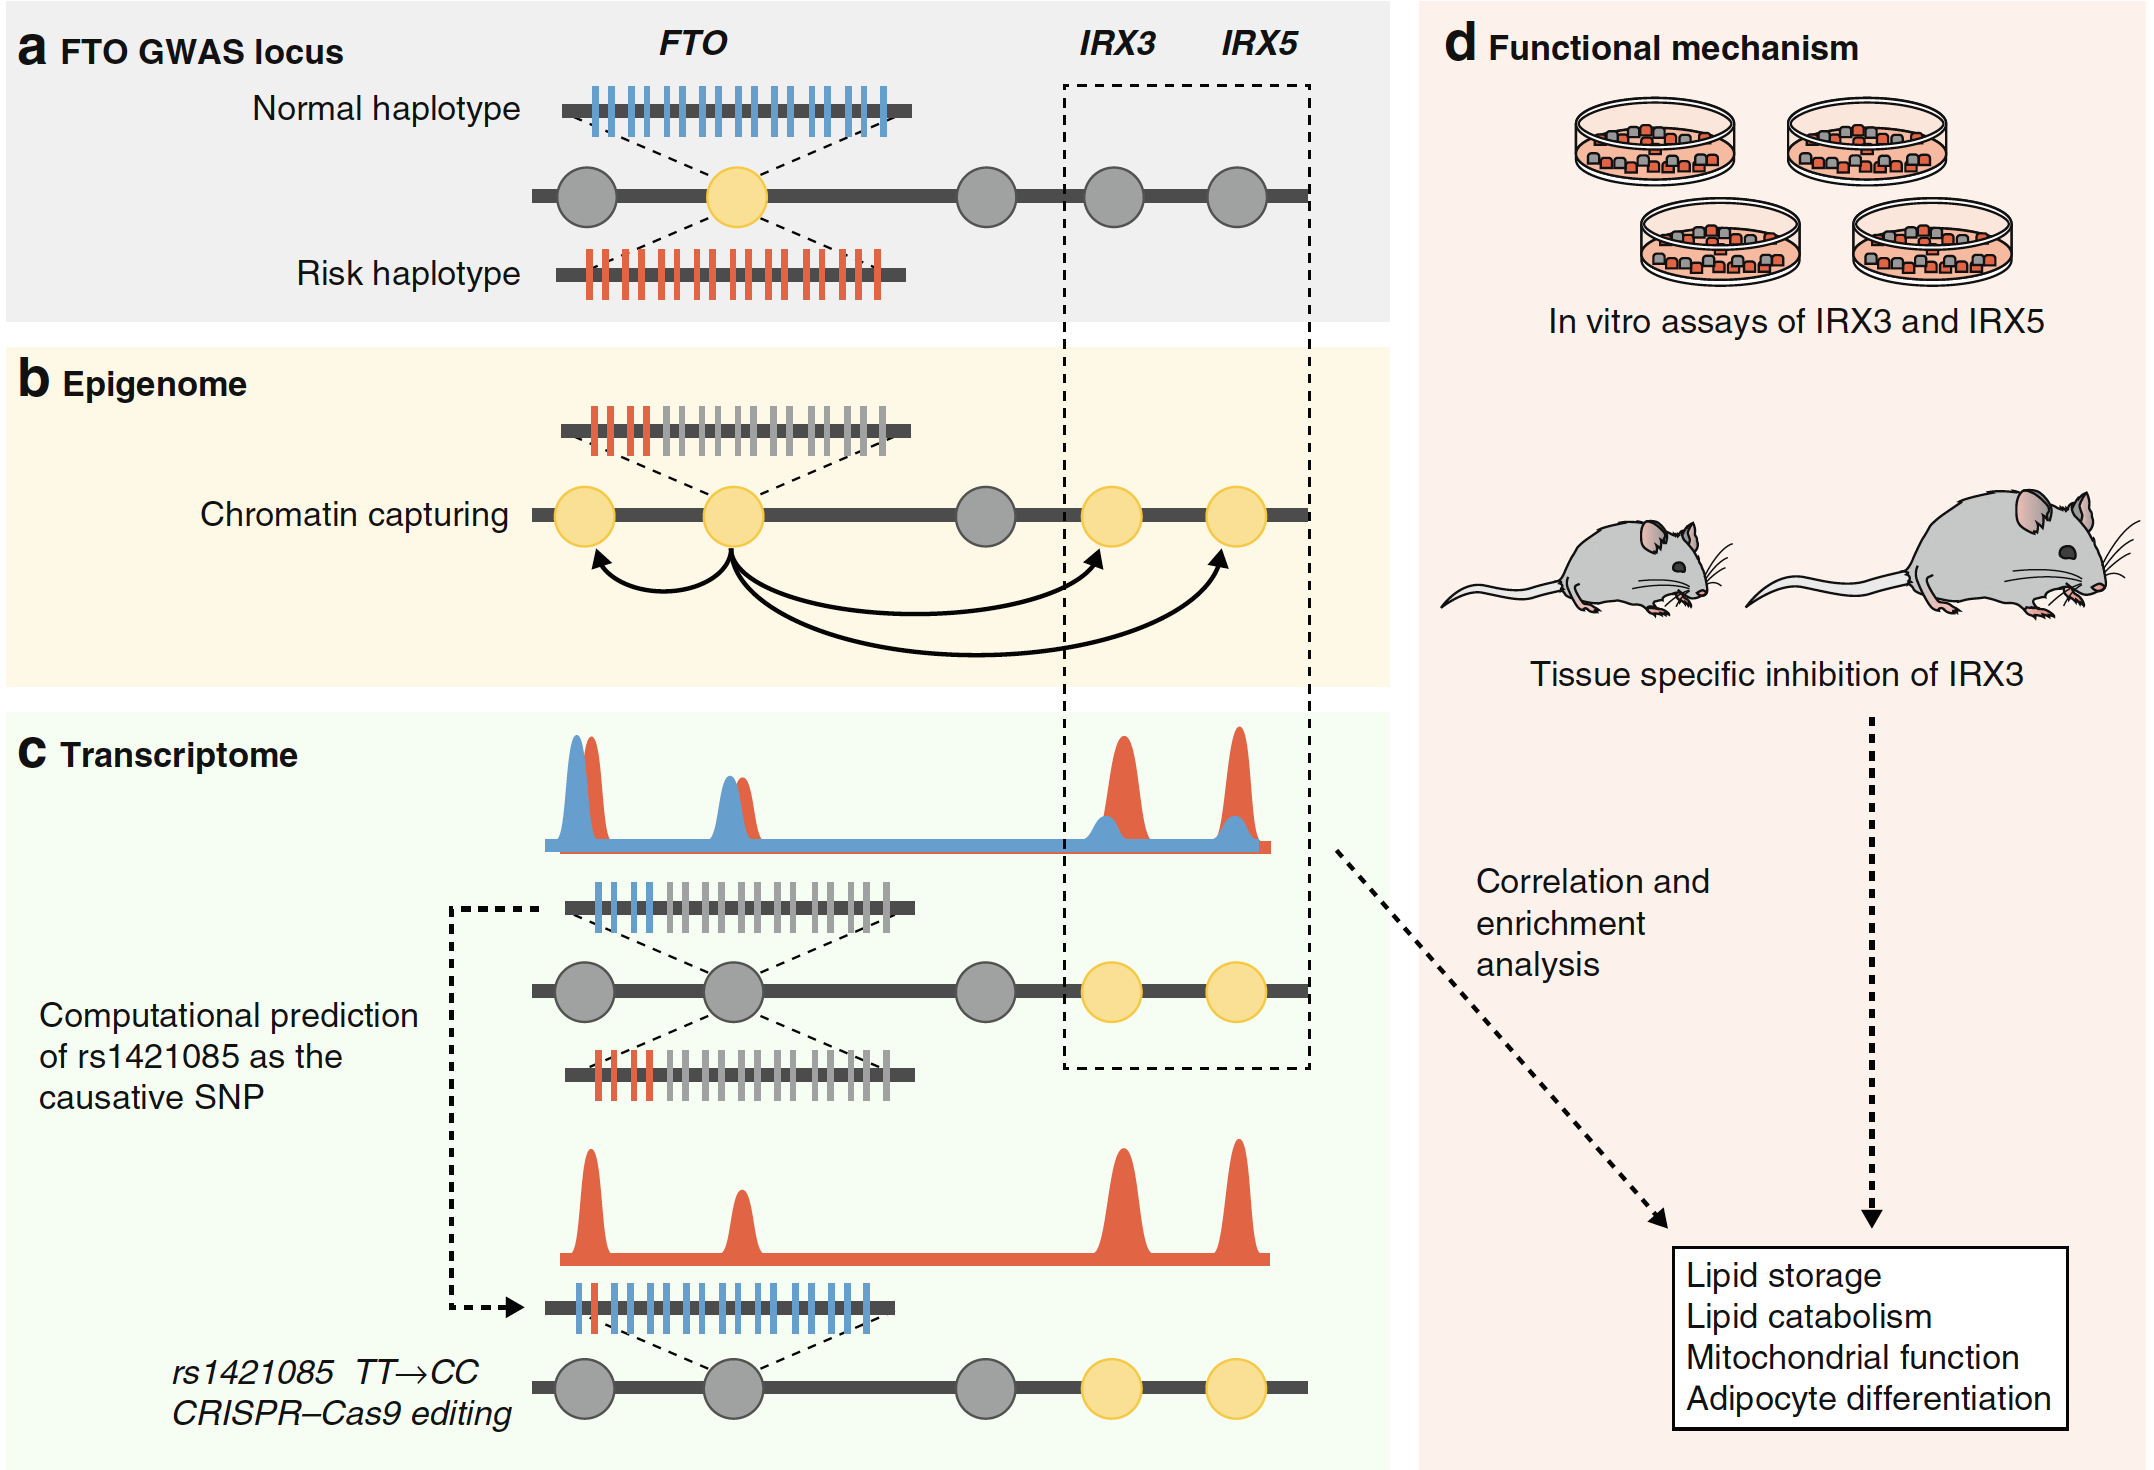 a FTO GWAS locus
FTO
IRX3
IRX5
Normal haplotype
Risk haplotype
b Epigenome
Chromatin capturing
c Transcriptome
Computational prediction
of rs1421085 as the
causative SNP
rs1421085 TT→CC
CRISPR–Cas9 editing
d Functional mechanism
In vitro assays of IRX3 and IRX5
Tissue specific inhibition of IRX3
Correlation and
enrichment
analysis
Lipid storage
Lipid catabolism
Mitochondrial function
Adipocyte differentiation